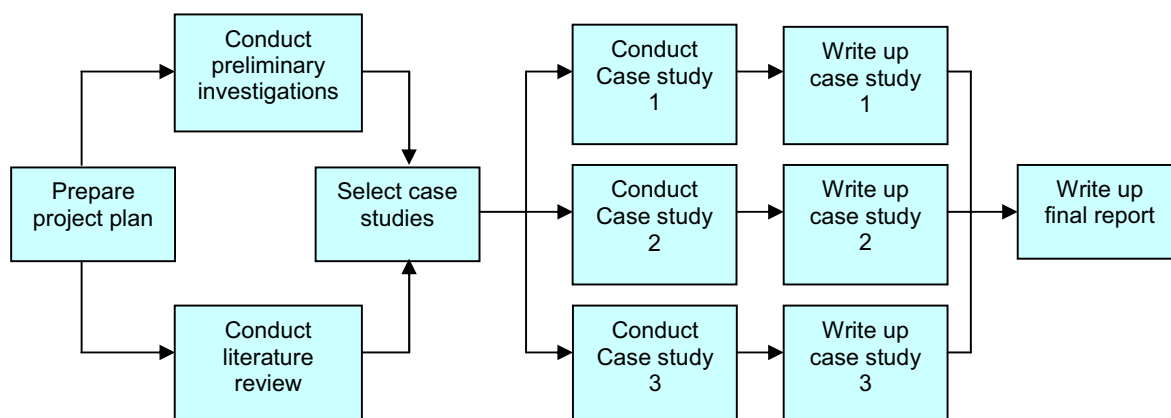 Conduct
preliminary
investigations
Prepare
project plan
Conduct
literature
review
Select case
studies
Conduct
Case study
1
Write up
case study
1
Conduct
Case study
2
Write up
case study
2
Conduct
Case study
3
Write up
case study
3
Write up
final report